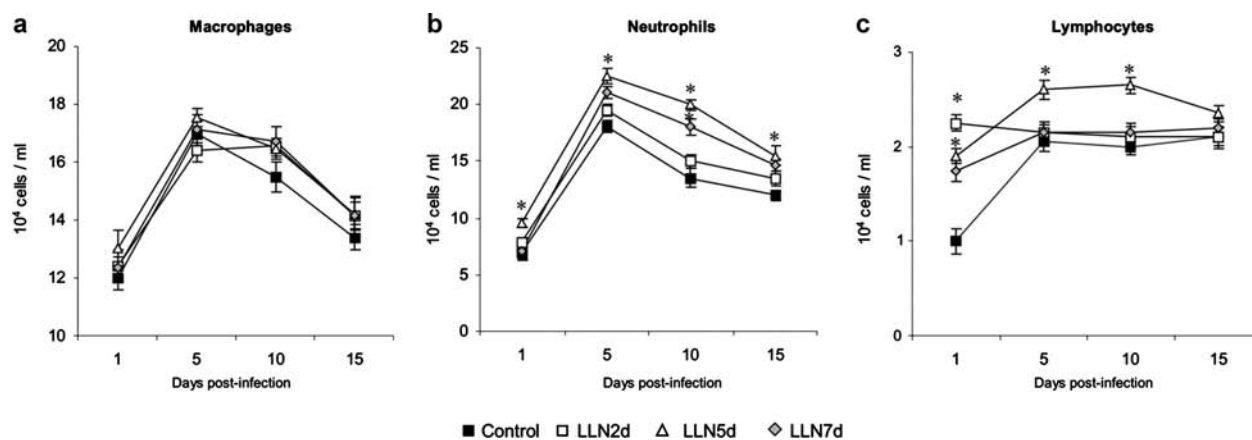 a
Macrophages
20
18
16
14
12
10
10⁴ cells / ml
1 5 10 15
Days post-infection
b
Neutrophils
25
20
15
10
5
0
10⁴ cells / ml
*
*
*
*
*
1 5 10 15
Days post-infection
c
Lymphocytes
3
2
1
0
10⁴ cells / ml
*
*
*
*
1 5 10 15
Days post-infection
Control LLN2d LLN5d LLN7d